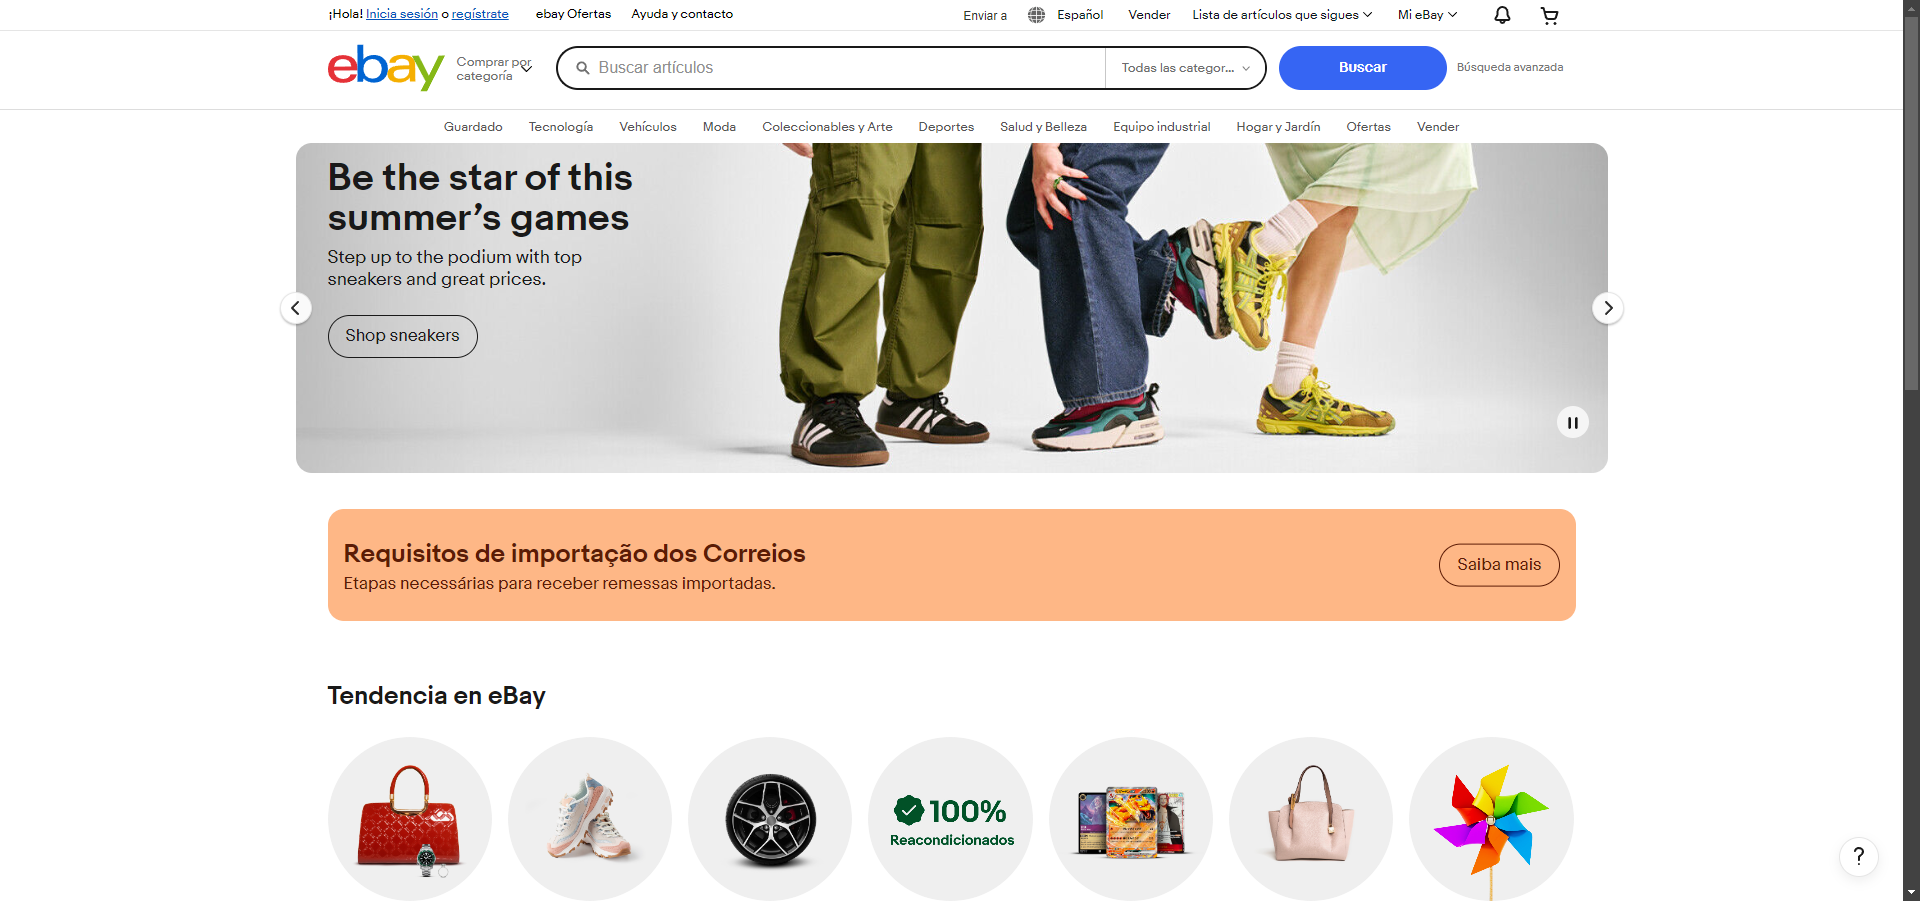 ¡Hola! Inicia sesión o regístrate
ebay Ofertas
Ayuda y contacto
Enviar a
Español
Vender
Lista de artículos que sigues
Mi eBay
ebay
Comprar por
categoría
Buscar artículos
Todas las categor...
Buscar
Búsqueda avanzada
Guardado
Tecnología
Vehículos
Moda
Coleccionables y Arte
Deportes
Salud y Belleza
Equipo industrial
Hogar y Jardín
Ofertas
Vender
Be the star of this
summer’s games
Step up to the podium with top
sneakers and great prices.
Shop sneakers
Requisitos de importação dos Correios
Etapas necessárias para receber remessas importadas.
Saiba mais
Tendencia en eBay
100%
Reacondicionados
?